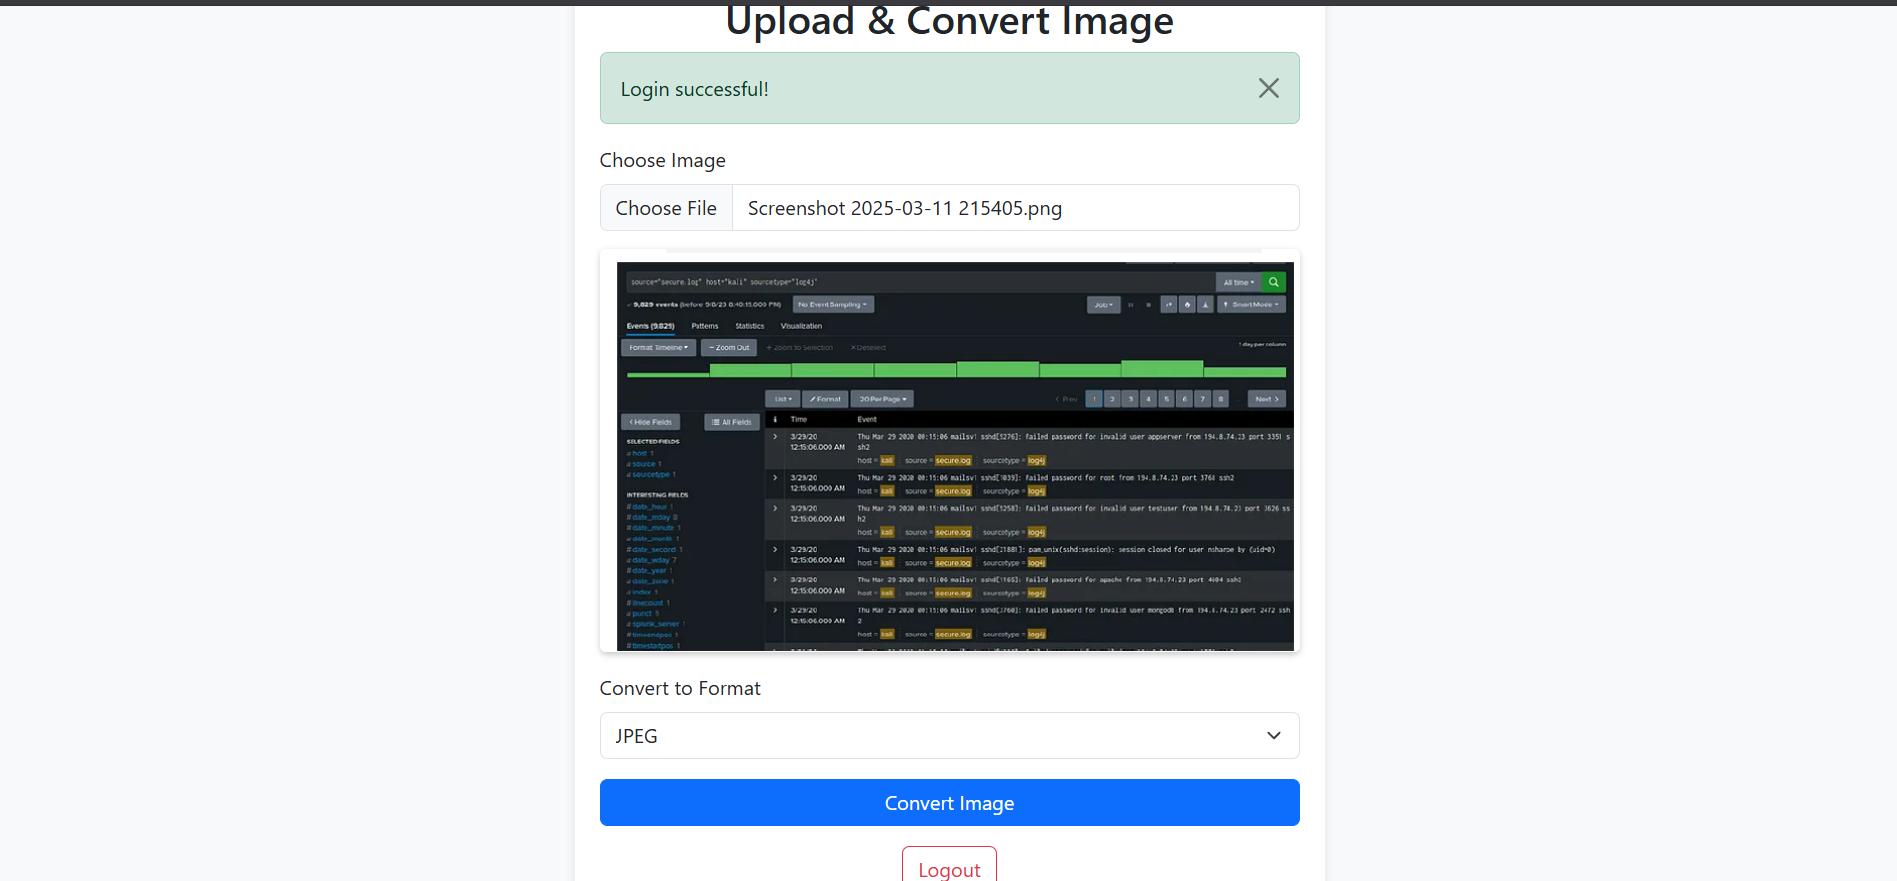 Upload & Convert Image
Login successful!
Choose Image
Choose File Screenshot 2025-03-11 215405.png
source="secure.log" host="kali" sourcetype="log4j" All time
9,829 events (before 9/8/23 8:40:15.000 PM) No Event Sampling Job Smart Mode
Events (9,829) Patterns Statistics Visualization
Format Timeline – Zoom Out + Zoom to Selection × Deselect 1 day per column
List Format 20 Per Page < Prev 1 2 3 4 5 6 7 8 ... Next >
< Hide Fields All Fields i Time Event
SELECTED FIELDS
a host 1
a source 1
a sourcetype 1
INTERESTING FIELDS
# date_hour 1
# date_mday 8
# date_minute 1
a date_month 1
# date_second 1
a date_wday 7
# date_year 1
a date_zone 1
a index 1
# linecount 1
a punct
a splunk_server 1
# timeendpos 1
# timestartpos 1
> 3/29/20 Thu Mar 29 2020 00:15:06 mailsv1 sshd[5276]: Failed password for invalid user appserver from 194.8.74.23 port 3351 s
12:15:06.000 AM sh2
host = kali source = secure.log sourcetype = log4j
> 3/29/20 Thu Mar 29 2020 00:15:06 mailsv1 sshd[1039]: Failed password for root from 194.8.74.23 port 3768 ssh2
12:15:06.000 AM host = kali source = secure.log sourcetype = log4j
> 3/29/20 Thu Mar 29 2020 00:15:06 mailsv1 sshd[5258]: Failed password for invalid user testuser from 194.8.74.23 port 3626 ss
12:15:06.000 AM h2
host = kali source = secure.log sourcetype = log4j
> 3/29/20 Thu Mar 29 2020 00:15:06 mailsv1 pam_unix(sshd:session): session closed for user nsharpe by (uid=0)
12:15:06.000 AM host = kali source = secure.log sourcetype = log4j
> 3/29/20 Thu Mar 29 2020 00:15:06 mailsv1 Failed password for apache from 194.8.74.23 port 4604 ssh2
12:15:06.000 AM host = kali source = secure.log sourcetype = log4j
> 3/29/20 Thu Mar 29 2020 00:15:06 mailsv1 Failed password for invalid user mongodb from 194.8.74.23 port 2472 ssh
12:15:06.000 AM 2
host = kali source = secure.log sourcetype = log4j
Convert to Format
JPEG
Convert Image
Logout